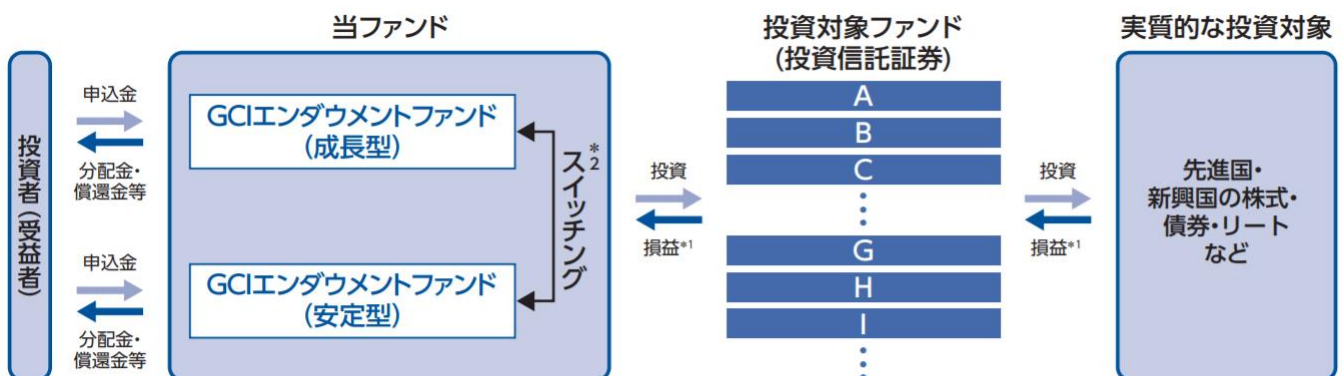 当ファンド
投資対象ファンド
(投資信託証券)
実質的な投資対象
投資者(受益者)
申込金
分配金・
償還金等
申込金
分配金・
償還金等
GCIエンダウメントファンド
(成長型)
GCIエンダウメントファンド
(安定型)
スイッチング*2
投資
損益*1
A
B
C
G
H
I
投資
損益*1
先進国・
新興国の株式・
債券・リート
など